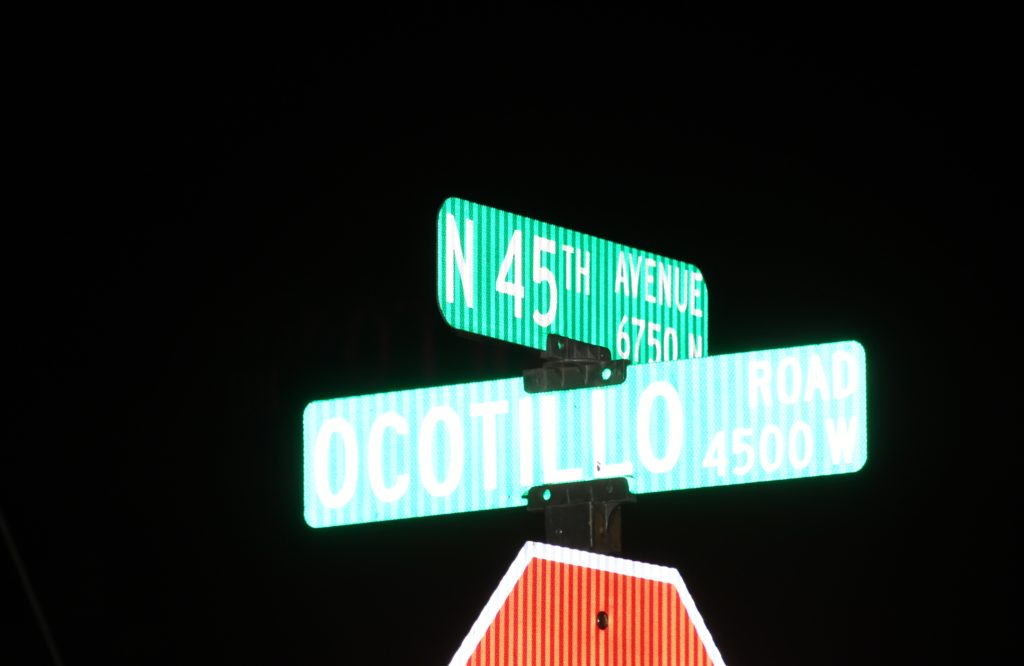 N 45TH AVENUE
6750 N
OCOTILLO ROAD
4500 W